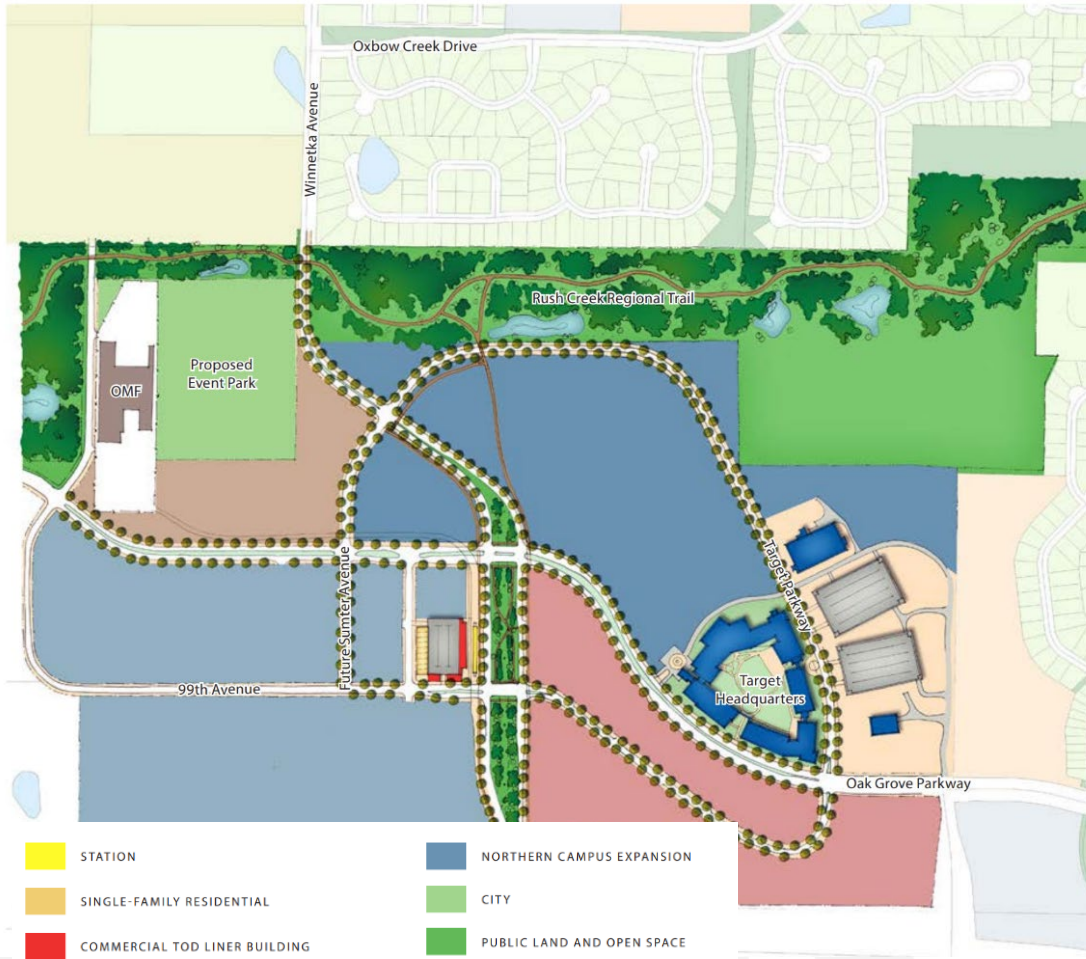 Oxbow Creek Drive
Winnetka Avenue
Rush Creek Regional Trail
Proposed
Event Park
OMF
Target Parkway
Future Sumter Avenue
99th Avenue
Target
Headquarters
Oak Grove Parkway
STATION
SINGLE-FAMILY RESIDENTIAL
COMMERCIAL TOD LINER BUILDING
NORTHERN CAMPUS EXPANSION
CITY
PUBLIC LAND AND OPEN SPACE